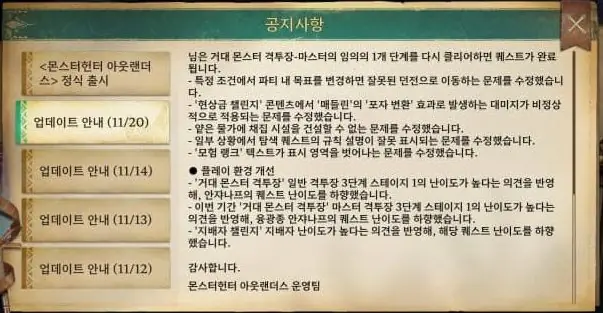 공지사항
<몬스터헌터 아웃랜더
스> 정식 출시
업데이트 안내 (11/20)
업데이트 안내 (11/14)
업데이트 안내 (11/13)
업데이트 안내 (11/12)
님은 거대 몬스터 격투장-마스터의 임의의 1개 단계를 다시 클리어하면 퀘스트가 완료
됩니다.
- 특정 조건에서 파티 내 목표를 변경하면 잘못된 던전으로 이동하는 문제를 수정했습니
다.
- '현상금 챌린지' 콘텐츠에서 '매들린'의 '포자 변환' 효과로 발생하는 대미지가 비정상
적으로 적용되는 문제를 수정했습니다.
- 얕은 물가에 채집 시설을 건설할 수 없는 문제를 수정했습니다.
- 일부 상황에서 탐색 퀘스트의 규칙 설명이 잘못 표시되는 문제를 수정했습니다.
- '모험 랭크' 텍스트가 표시 영역을 벗어나는 문제를 수정했습니다.
● 플레이 환경 개선
- '거대 몬스터 격투장' 일반 격투장 3단계 스테이지 1의 난이도가 높다는 의견을 반영
해, 안쟈나프의 퀘스트 난이도를 하향했습니다.
- 이번 기간 '거대 몬스터 격투장' 마스터 격투장 3단계 스테이지 1의 난이도가 높다는
의견을 반영해, 융광종 안쟈나프의 퀘스트 난이도를 하향했습니다.
- '지배자 챌린지' 지배자 난이도가 높다는 의견을 반영해, 해당 퀘스트 난이도를 하향
했습니다.
감사합니다.
몬스터헌터 아웃랜더스 운영팀